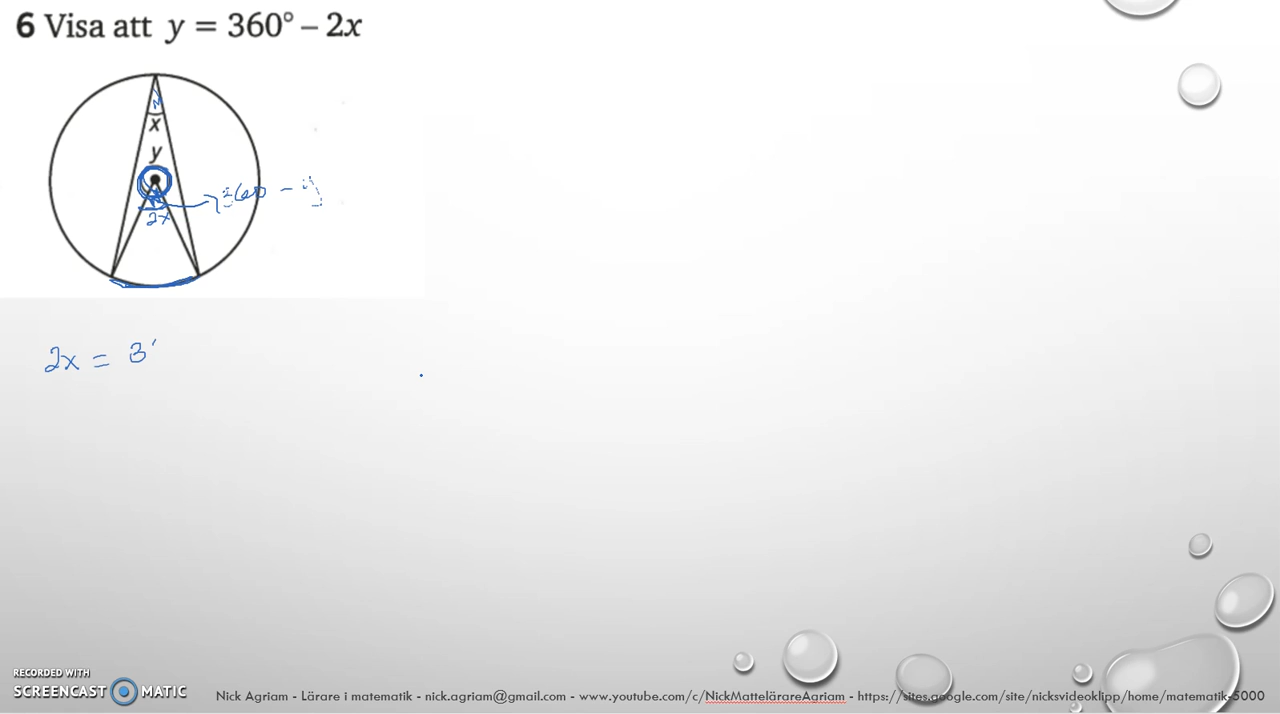 6 Visa att y = 360° – 2x
x
y
360 - y
2x
2x = 3
RECORDED WITH
SCREENCAST MATIC
Nick Agriam - Lärare i matematik - nick.agriam@gmail.com - www.youtube.com/c/NickMattelärareAgriam - https://sites.google.com/site/nicksvideoklipp/home/matematik-5000